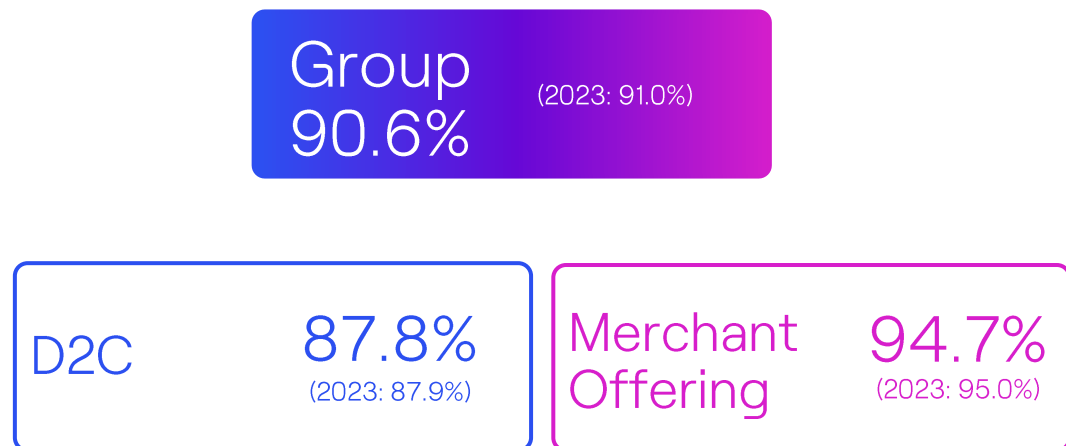 Group
90.6%
(2023: 91.0%)
D2C
87.8%
(2023: 87.9%)
Merchant
Offering
94.7%
(2023: 95.0%)